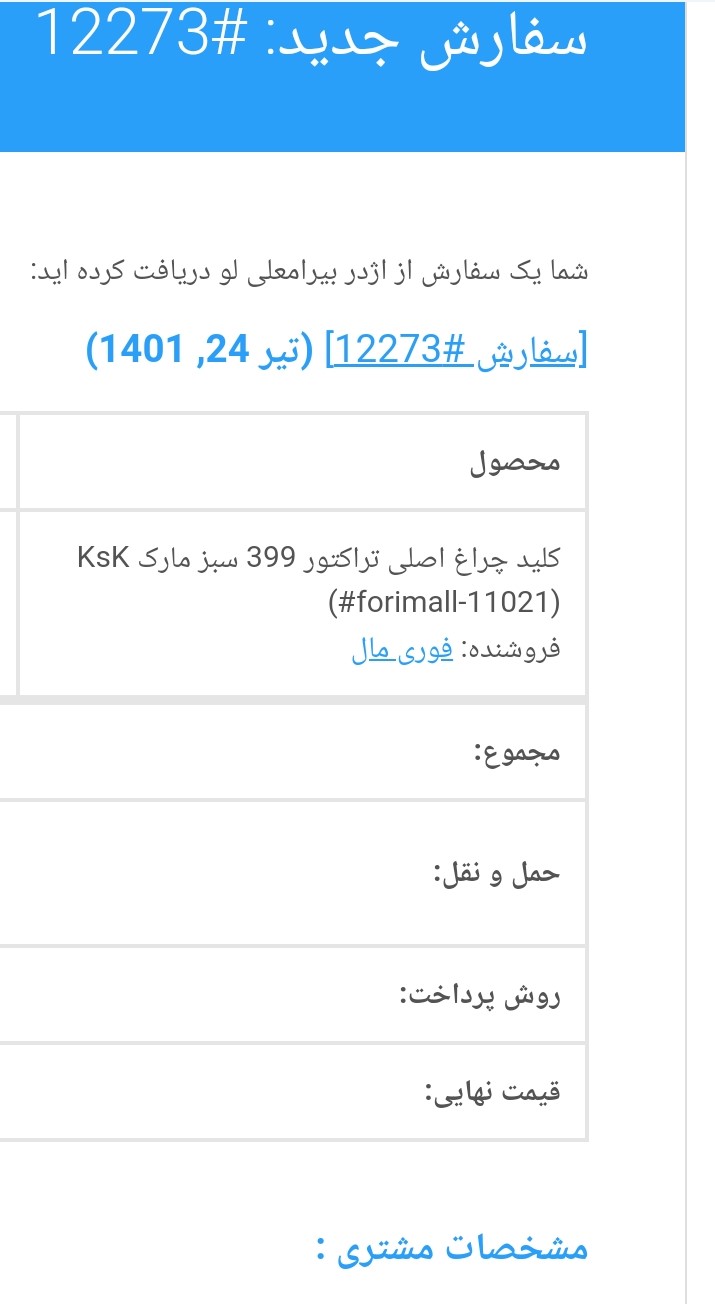 سفارش جدید: #12273
شما یک سفارش از اژدر بیرامعلی لو دریافت کرده اید:
[سفارش #12273] (تیر 24, 1401)
محصول
کلید چراغ اصلی تراکتور 399 سبز مارک KsK
(#forimall-11021)
فروشنده: فوری مال
مجموع:
حمل و نقل:
روش پرداخت:
قیمت نهایی:
مشخصات مشتری :